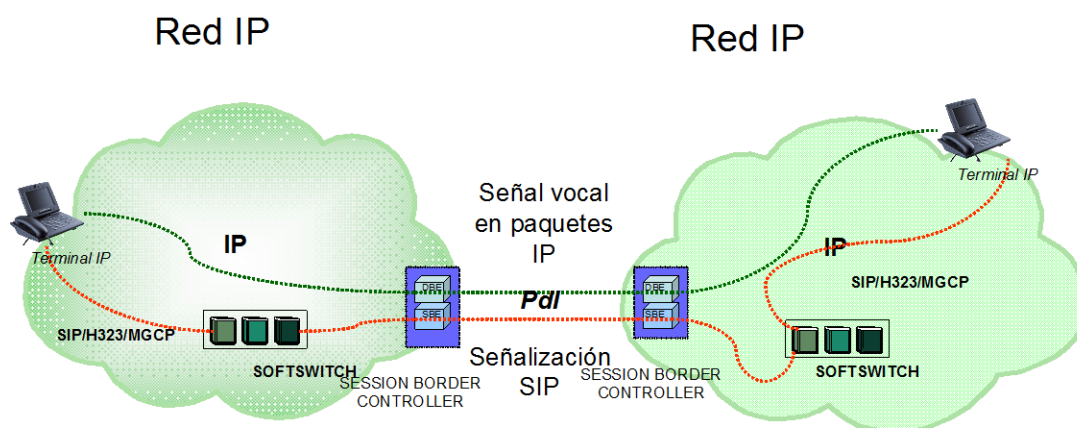 Red IP
Red IP
Terminal IP
IP
SIP/H323/MGCP
SOFTSWITCH
DBE
SBE
SESSION BORDER
CONTROLLER
Señal vocal
en paquetes
IP
PdI
Señalización
SIP
DBE
SBE
SESSION BORDER
CONTROLLER
Terminal IP
IP
SIP/H323/MGCP
SOFTSWITCH